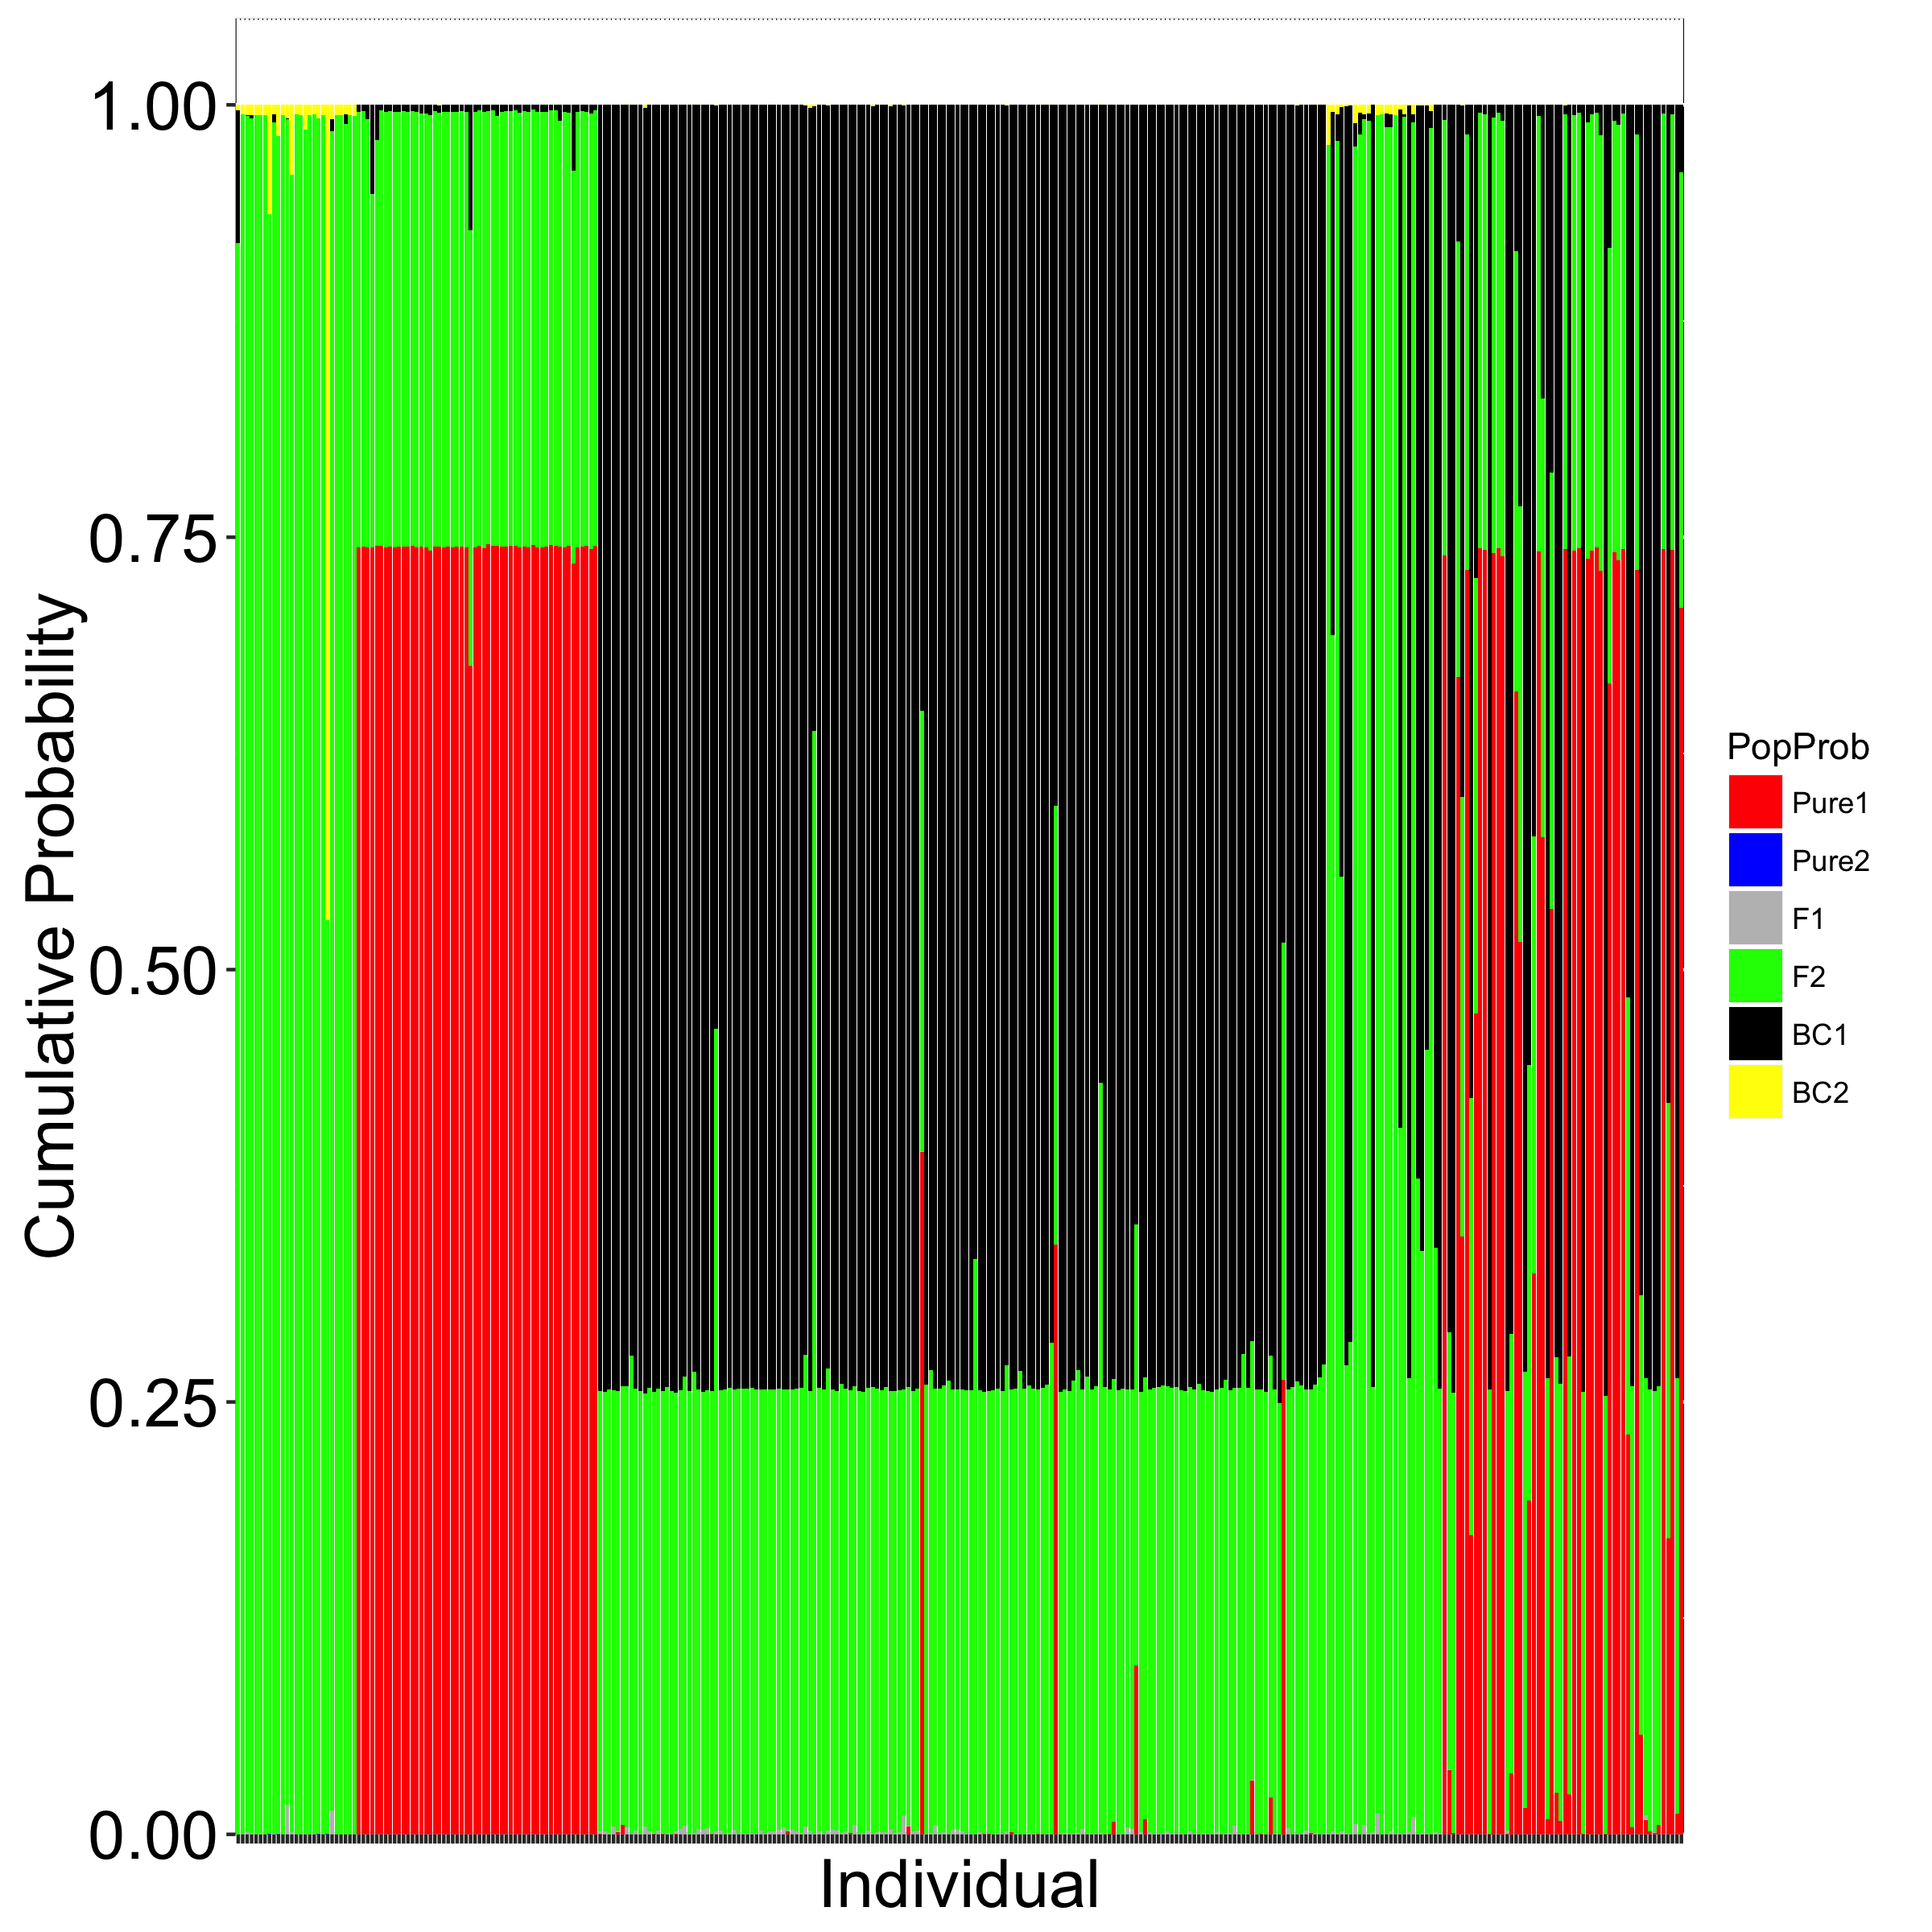 Cumulative Probability
1.00
0.75
0.50
0.25
0.00
Individual
PopProb
Pure1
Pure2
F1
F2
BC1
BC2